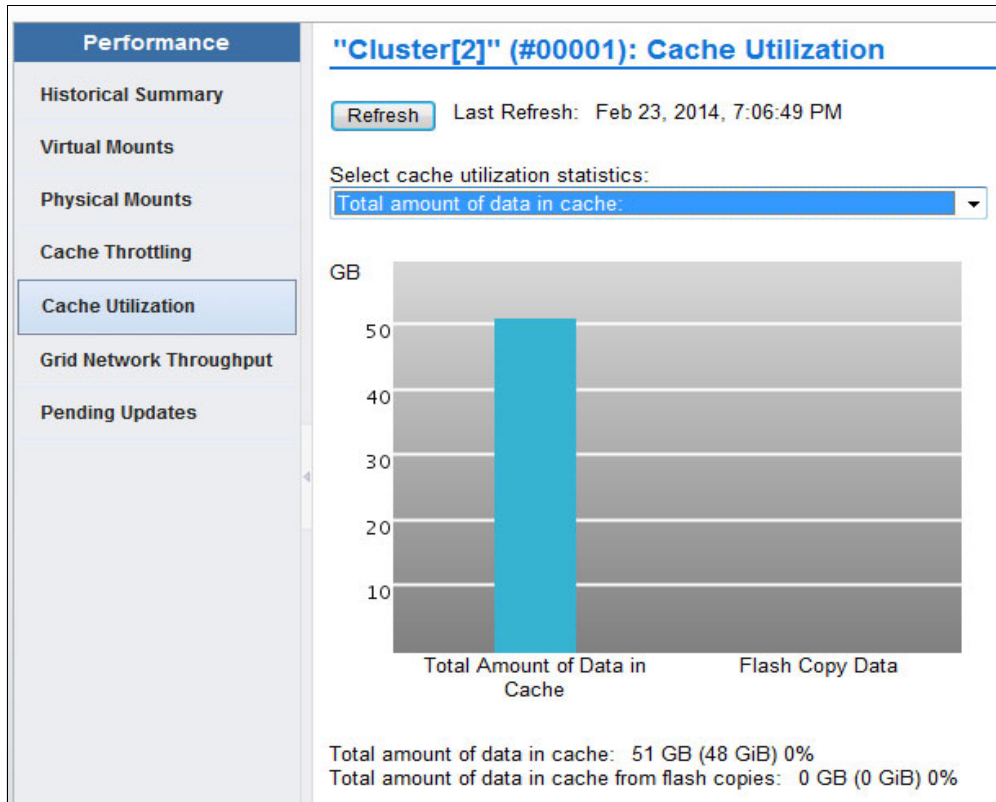 Performance
Historical Summary
Virtual Mounts
Physical Mounts
Cache Throttling
Cache Utilization
Grid Network Throughput
Pending Updates
"Cluster[2]" (#00001): Cache Utilization
Refresh
Last Refresh: Feb 23, 2014, 7:06:49 PM
Select cache utilization statistics:
Total amount of data in cache:
GB
50
40
30
20
10
Total Amount of Data in
Cache
Flash Copy Data
Total amount of data in cache: 51 GB (48 GiB) 0%
Total amount of data in cache from flash copies: 0 GB (0 GiB) 0%